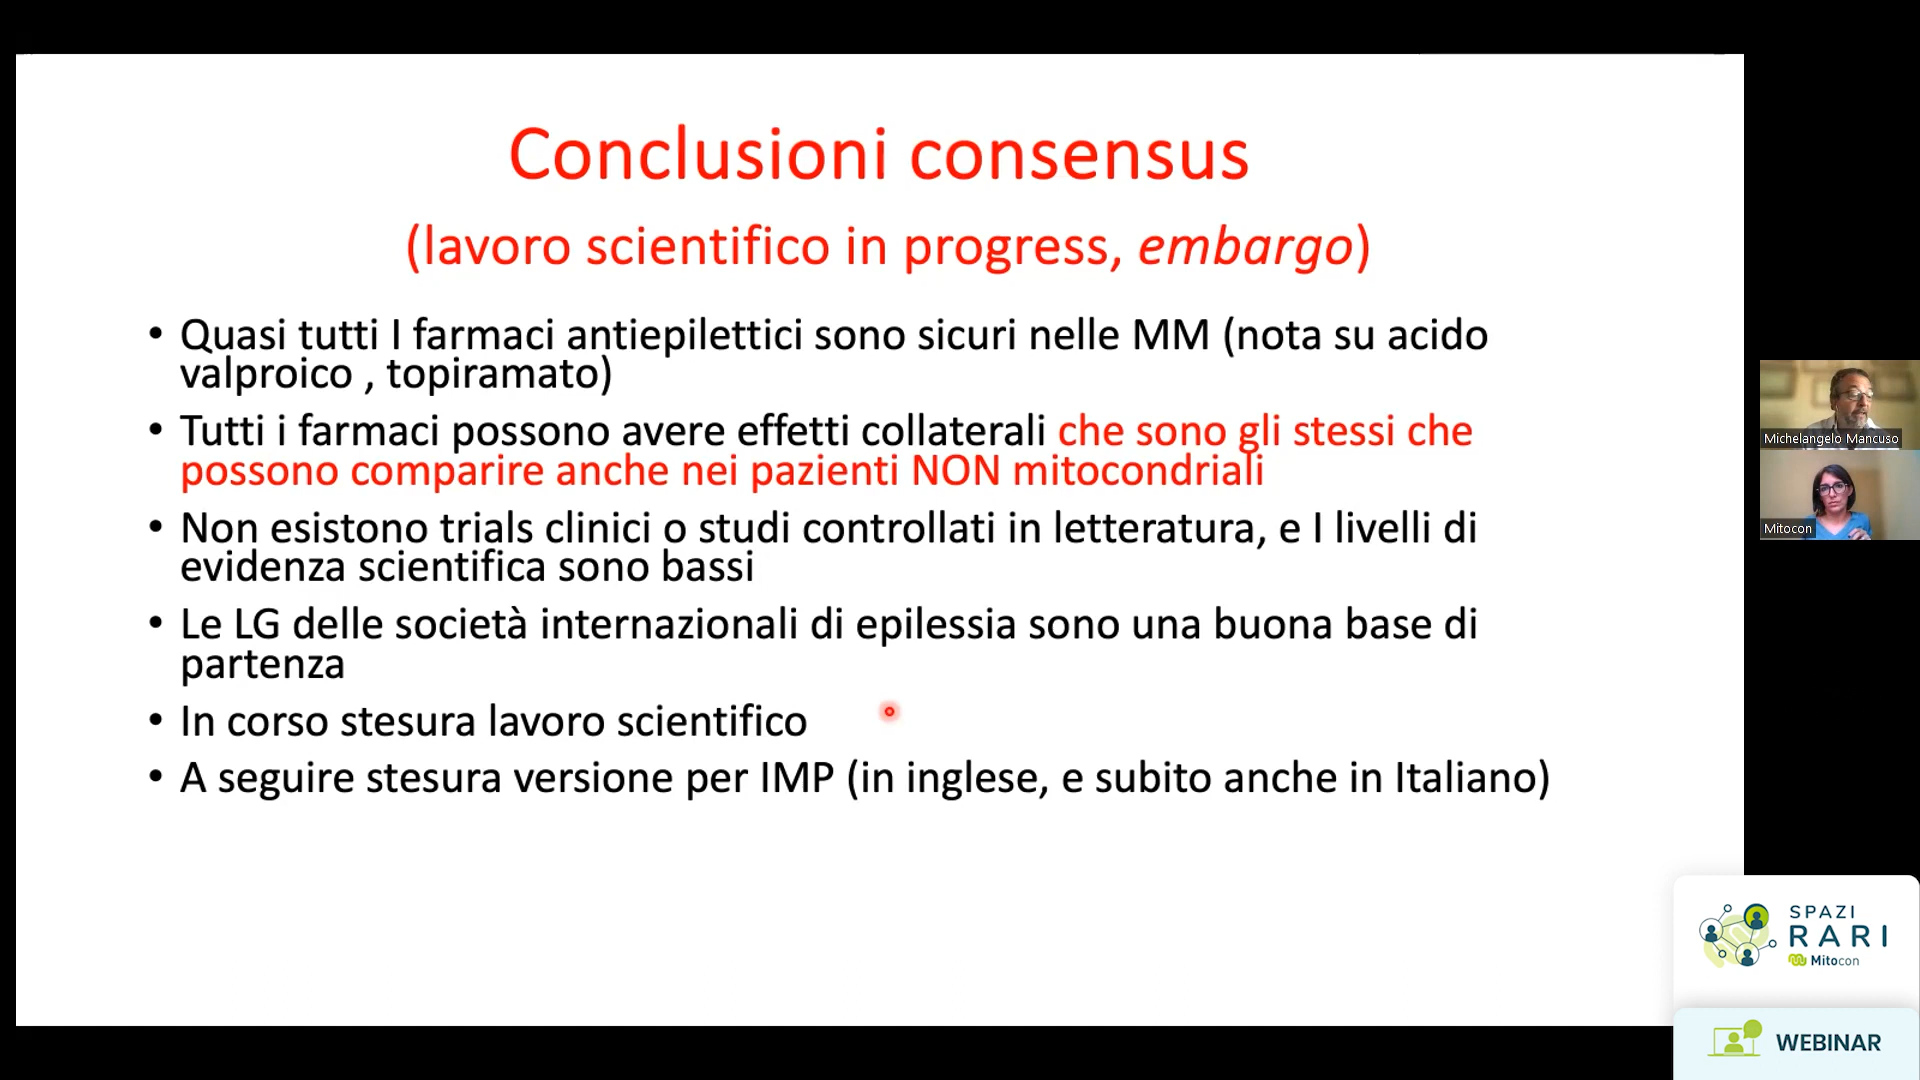 Conclusioni consensus
(lavoro scientifico in progress, embargo)
• Quasi tutti I farmaci antiepilettici sono sicuri nelle MM (nota su acido
valproico , topiramato)
• Tutti i farmaci possono avere effetti collaterali che sono gli stessi che
possono comparire anche nei pazienti NON mitocondriali
• Non esistono trials clinici o studi controllati in letteratura, e I livelli di
evidenza scientifica sono bassi
• Le LG delle società internazionali di epilessia sono una buona base di
partenza
• In corso stesura lavoro scientifico
• A seguire stesura versione per IMP (in inglese, e subito anche in Italiano)
Michelangelo Mancuso
Mitocon
SPAZI
RARI
Mitocon
WEBINAR